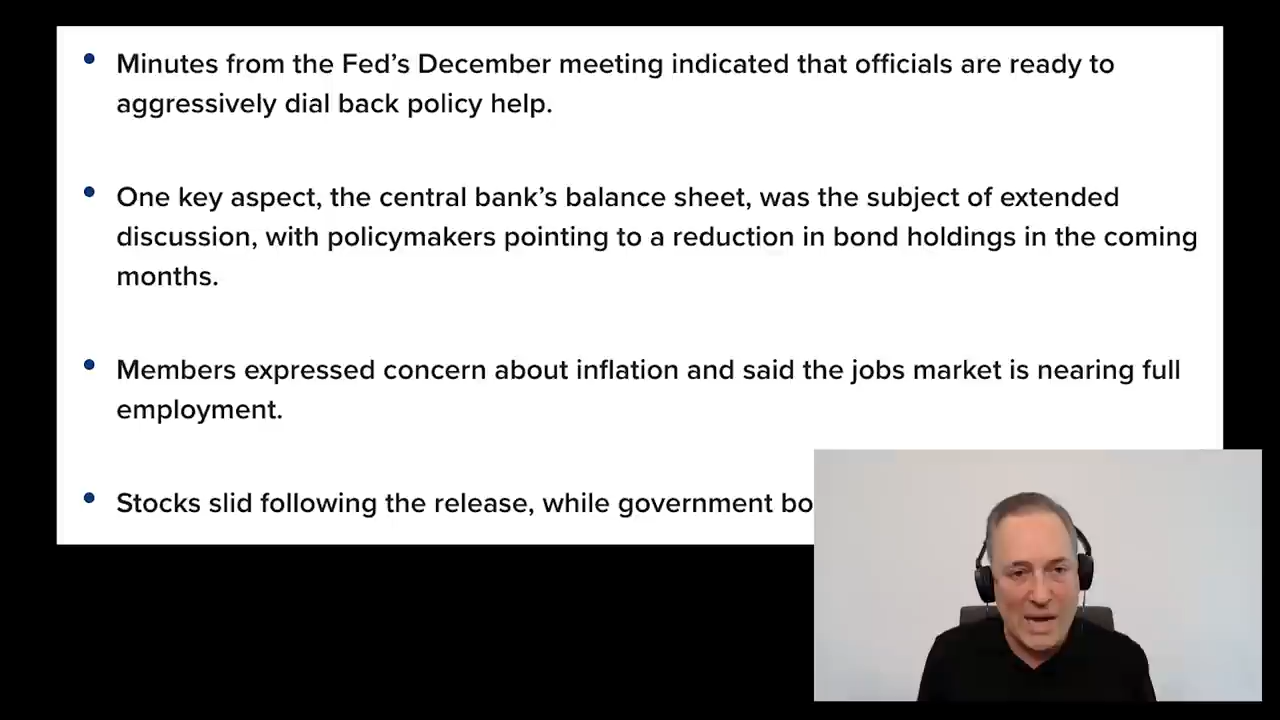 Minutes from the Fed’s December meeting indicated that officials are ready to
aggressively dial back policy help.
One key aspect, the central bank’s balance sheet, was the subject of extended
discussion, with policymakers pointing to a reduction in bond holdings in the coming
months.
Members expressed concern about inflation and said the jobs market is nearing full
employment.
Stocks slid following the release, while government